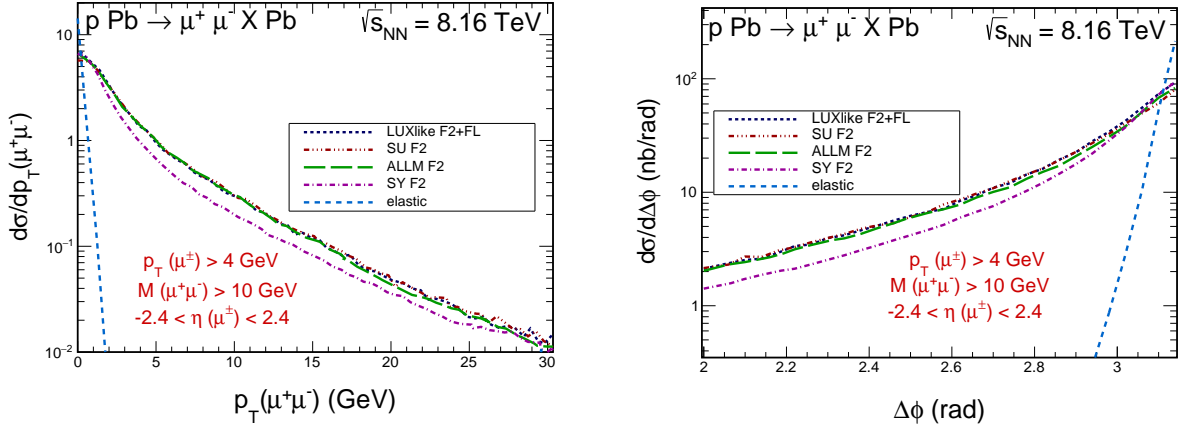 p Pb → μ⁺ μ⁻ X Pb √s_NN = 8.16 TeV
dσ/dp_T(μ⁺μ⁻)
10
1
10⁻¹
10⁻²
LUXlike F2+FL
SU F2
ALLM F2
SY F2
elastic
p_T (μ±) > 4 GeV
M (μ⁺μ⁻) > 10 GeV
-2.4 < η (μ±) < 2.4
0 5 10 15 20 25 30
p_T(μ⁺μ⁻) (GeV)
p Pb → μ⁺ μ⁻ X Pb √s_NN = 8.16 TeV
dσ/dΔϕ (nb/rad)
10²
10
1
LUXlike F2+FL
SU F2
ALLM F2
SY F2
elastic
p_T (μ±) > 4 GeV
M (μ⁺μ⁻) > 10 GeV
-2.4 < η (μ±) < 2.4
2 2.2 2.4 2.6 2.8 3
Δϕ (rad)